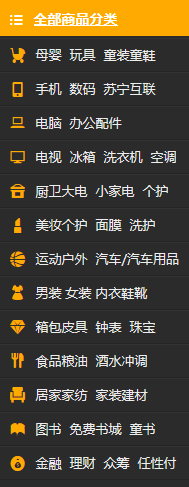 全部商品分类
母婴 玩具 童装童鞋
手机 数码 苏宁互联
电脑 办公配件
电视 冰箱 洗衣机 空调
厨卫大电 小家电 个护
美妆个护 面膜 洗护
运动户外 汽车/汽车用品
男装 女装 内衣鞋靴
箱包皮具 钟表 珠宝
食品粮油 酒水冲调
居家家纺 家装建材
图书 免费书城 童书
金融 理财 众筹 任性付